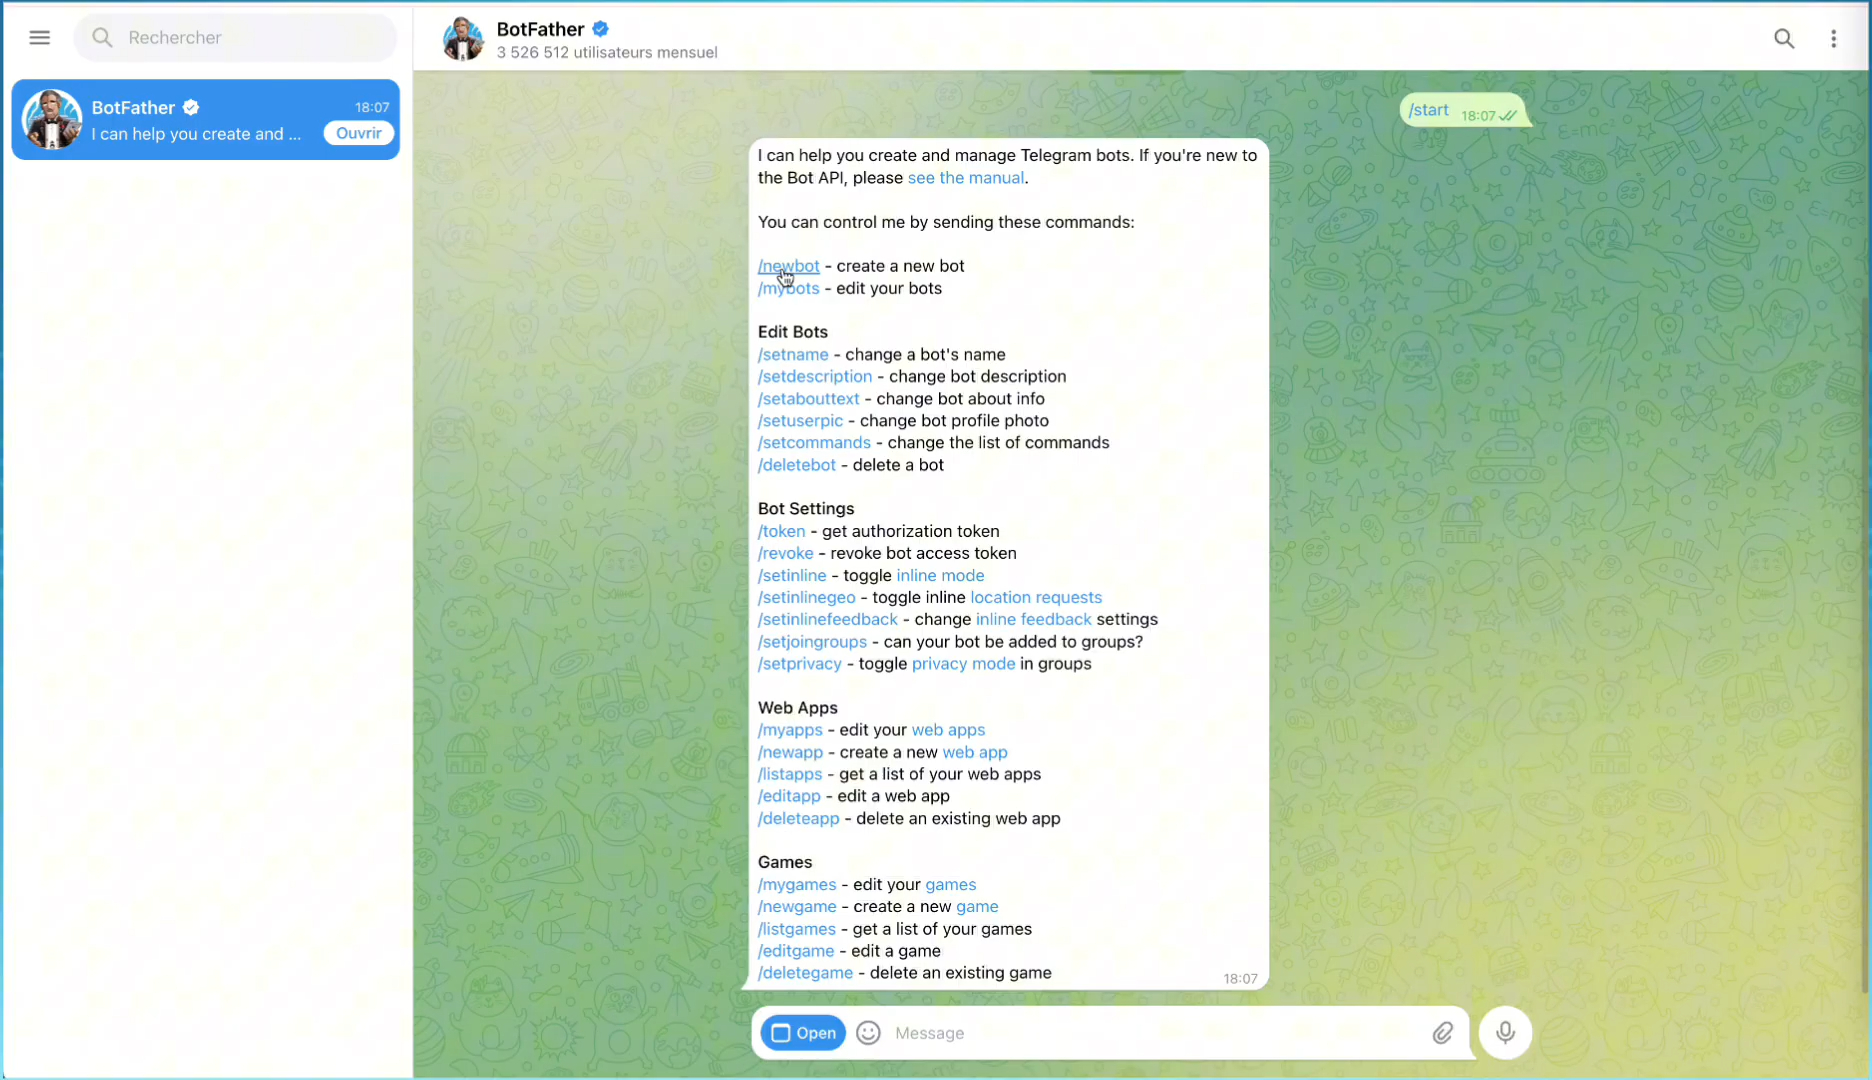 Rechercher
BotFather
18:07
I can help you create and ...
Ouvrir
BotFather
3 526 512 utilisateurs mensuel
/start 18:07
I can help you create and manage Telegram bots. If you're new to
the Bot API, please see the manual.
You can control me by sending these commands:
/newbot - create a new bot
/mybots - edit your bots
Edit Bots
/setname - change a bot's name
/setdescription - change bot description
/setabouttext - change bot about info
/setuserpic - change bot profile photo
/setcommands - change the list of commands
/deletebot - delete a bot
Bot Settings
/token - get authorization token
/revoke - revoke bot access token
/setinline - toggle inline mode
/setinlinegeo - toggle inline location requests
/setinlinefeedback - change inline feedback settings
/setjoingroups - can your bot be added to groups?
/setprivacy - toggle privacy mode in groups
Web Apps
/myapps - edit your web apps
/newapp - create a new web app
/listapps - get a list of your web apps
/editapp - edit a web app
/deleteapp - delete an existing web app
Games
/mygames - edit your games
/newgame - create a new game
/listgames - get a list of your games
/editgame - edit a game
/deletegame - delete an existing game
18:07
Open
Message